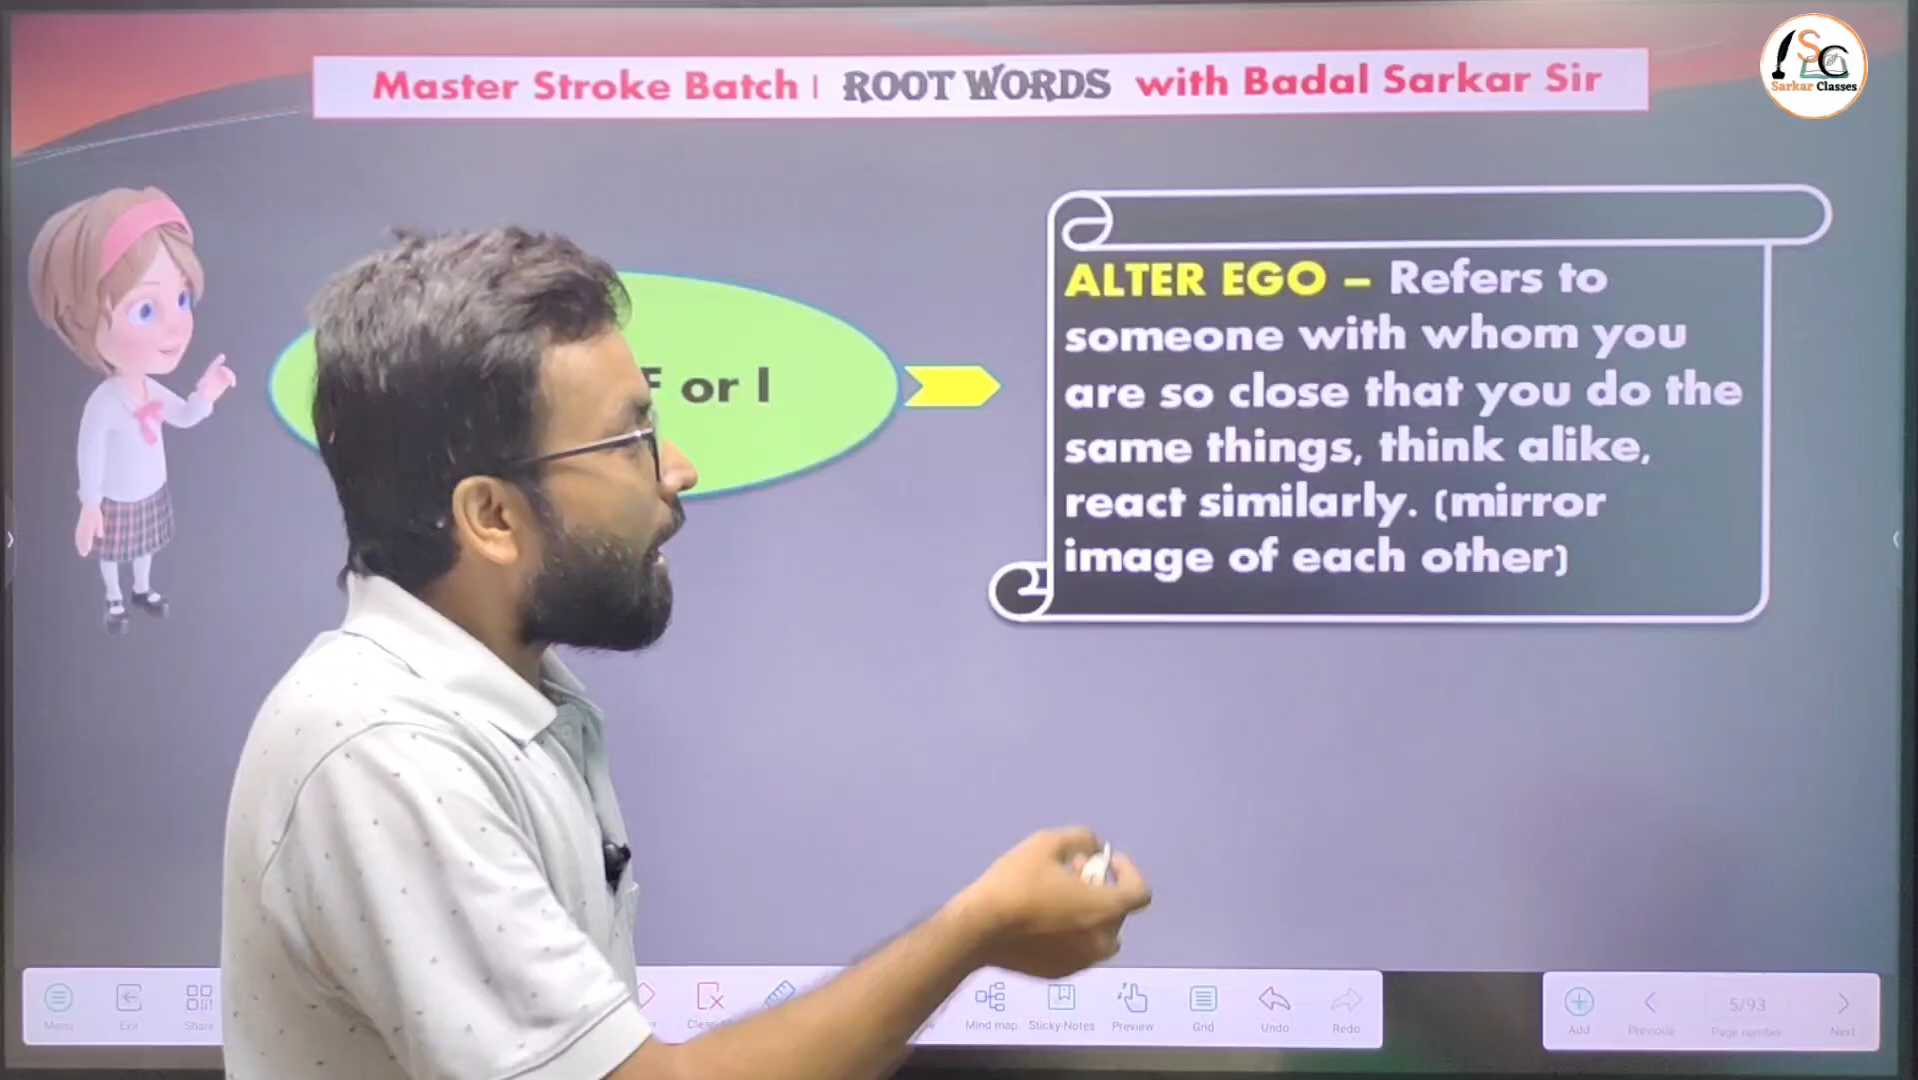 Master Stroke Batch | ROOT WORDS with Badal Sarkar Sir
SC
Sarkar Classes
F or I
ALTER EGO – Refers to
someone with whom you
are so close that you do the
same things, think alike,
react similarly. (mirror
image of each other)
Menu Exit Share Mind map Sticky-Notes Preview Grid Undo Redo
Add Previous 5/93 Page number Next